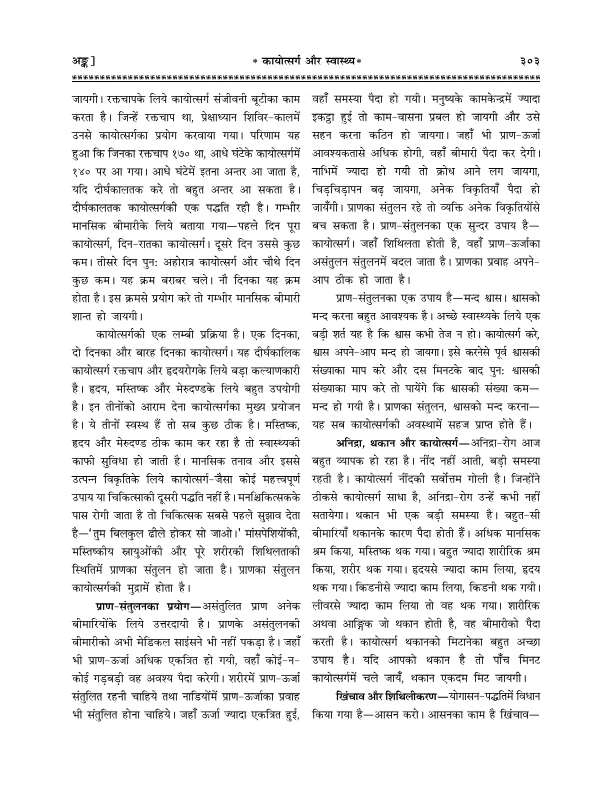 अङ्क ]
* कायोत्सर्ग और स्वास्थ्य *
३०३
जायगी। रक्तचापके लिये कायोत्सर्ग संजीवनी बूटीका काम
करता है। जिन्हें रक्तचाप था, प्रेक्षाध्यान शिविर-कालमें
उनसे कायोत्सर्गका प्रयोग करवाया गया। परिणाम यह
हुआ कि जिनका रक्तचाप १७० था, आधे घंटेके कायोत्सर्गमें
१४० पर आ गया। आधे घंटेमें इतना अन्तर आ जाता है,
यदि दीर्घकालतक करे तो बहुत अन्तर आ सकता है।
दीर्घकालतक कायोत्सर्गकी एक पद्धति रही है। गम्भीर
मानसिक बीमारीके लिये बताया गया—पहले दिन पूरा
कायोत्सर्ग, दिन-रातका कायोत्सर्ग। दूसरे दिन उससे कुछ
कम। तीसरे दिन पुन: अहोरात्र कायोत्सर्ग और चौथे दिन
कुछ कम। यह क्रम बराबर चले। नौ दिनका यह क्रम
होता है। इस क्रमसे प्रयोग करे तो गम्भीर मानसिक बीमारी
शान्त हो जायगी।
कायोत्सर्गकी एक लम्बी प्रक्रिया है। एक दिनका,
दो दिनका और बारह दिनका कायोत्सर्ग। यह दीर्घकालिक
कायोत्सर्ग रक्तचाप और हृदयरोगके लिये बड़ा कल्याणकारी
है। हृदय, मस्तिष्क और मेरुदण्डके लिये बहुत उपयोगी
है। इन तीनोंको आराम देना कायोत्सर्गका मुख्य प्रयोजन
है। ये तीनों स्वस्थ हैं तो सब कुछ ठीक है। मस्तिष्क,
हृदय और मेरुदण्ड ठीक काम कर रहा है तो स्वास्थ्यकी
काफी सुविधा हो जाती है। मानसिक तनाव और इससे
उत्पन्न विकृतिके लिये कायोत्सर्ग-जैसा कोई महत्त्वपूर्ण
उपाय या चिकित्साकी दूसरी पद्धति नहीं है। मनश्चिकित्सकके
पास रोगी जाता है तो चिकित्सक सबसे पहले सुझाव देता
है—'तुम बिलकुल ढीले होकर सो जाओ।' मांसपेशियोंकी,
मस्तिष्कीय स्नायुओंकी और पूरे शरीरकी शिथिलताकी
स्थितिमें प्राणका संतुलन हो जाता है। प्राणका संतुलन
कायोत्सर्गकी मुद्रामें होता है।
प्राण-संतुलनका प्रयोग—असंतुलित प्राण अनेक
बीमारियोंके लिये उत्तरदायी है। प्राणके असंतुलनकी
बीमारीको अभी मेडिकल साइंसने भी नहीं पकड़ा है। जहाँ
भी प्राण-ऊर्जा अधिक एकत्रित हो गयी, वहाँ कोई-न-
कोई गड़बड़ी वह अवश्य पैदा करेगी। शरीरमें प्राण-ऊर्जा
संतुलित रहनी चाहिये तथा नाडियोंमें प्राण-ऊर्जाका प्रवाह
भी संतुलित होना चाहिये। जहाँ ऊर्जा ज्यादा एकत्रित हुई,
वहाँ समस्या पैदा हो गयी। मनुष्यके कामकेन्द्रमें ज्यादा
इकट्ठा हुई तो काम-वासना प्रबल हो जायगी और उसे
सहन करना कठिन हो जायगा। जहाँ भी प्राण-ऊर्जा
आवश्यकतासे अधिक होगी, वहाँ बीमारी पैदा कर देगी।
नाभिमें ज्यादा हो गयी तो क्रोध आने लग जायगा,
चिड़चिड़ापन बढ़ जायगा, अनेक विकृतियाँ पैदा हो
जायँगी। प्राणका संतुलन रहे तो व्यक्ति अनेक विकृतियोंसे
बच सकता है। प्राण-संतुलनका एक सुन्दर उपाय है—
कायोत्सर्ग। जहाँ शिथिलता होती है, वहाँ प्राण-ऊर्जाका
असंतुलन संतुलनमें बदल जाता है। प्राणका प्रवाह अपने-
आप ठीक हो जाता है।
प्राण-संतुलनका एक उपाय है—मन्द श्वास। श्वासको
मन्द करना बहुत आवश्यक है। अच्छे स्वास्थ्यके लिये एक
बड़ी शर्त यह है कि श्वास कभी तेज न हो। कायोत्सर्ग करे,
श्वास अपने-आप मन्द हो जायगा। इसे करनेसे पूर्व श्वासकी
संख्याका माप करे और दस मिनटके बाद पुन: श्वासकी
संख्याका माप करे तो पायेंगे कि श्वासकी संख्या कम—
मन्द हो गयी है। प्राणका संतुलन, श्वासको मन्द करना—
यह सब कायोत्सर्गकी अवस्थामें सहज प्राप्त होते हैं।
अनिद्रा, थकान और कायोत्सर्ग—अनिद्रा-रोग आज
बहुत व्यापक हो रहा है। नींद नहीं आती, बड़ी समस्या
रहती है। कायोत्सर्ग नींदकी सर्वोत्तम गोली है। जिन्होंने
ठीकसे कायोत्सर्ग साधा है, अनिद्रा-रोग उन्हें कभी नहीं
सतायेगा। थकान भी एक बड़ी समस्या है। बहुत-सी
बीमारियाँ थकानके कारण पैदा होती हैं। अधिक मानसिक
श्रम किया, मस्तिष्क थक गया। बहुत ज्यादा शारीरिक श्रम
किया, शरीर थक गया। हृदयसे ज्यादा काम लिया, हृदय
थक गया। किडनीसे ज्यादा काम लिया, किडनी थक गयी।
लीवरसे ज्यादा काम लिया तो वह थक गया। शारीरिक
अथवा आङ्गिक जो थकान होती है, वह बीमारीको पैदा
करती है। कायोत्सर्ग थकानको मिटानेका बहुत अच्छा
उपाय है। यदि आपको थकान है तो पाँच मिनट
कायोत्सर्गमें चले जायँ, थकान एकदम मिट जायगी।
खिंचाव और शिथिलीकरण—योगासन-पद्धतिमें विधान
किया गया है—आसन करो। आसनका काम है खिंचाव—